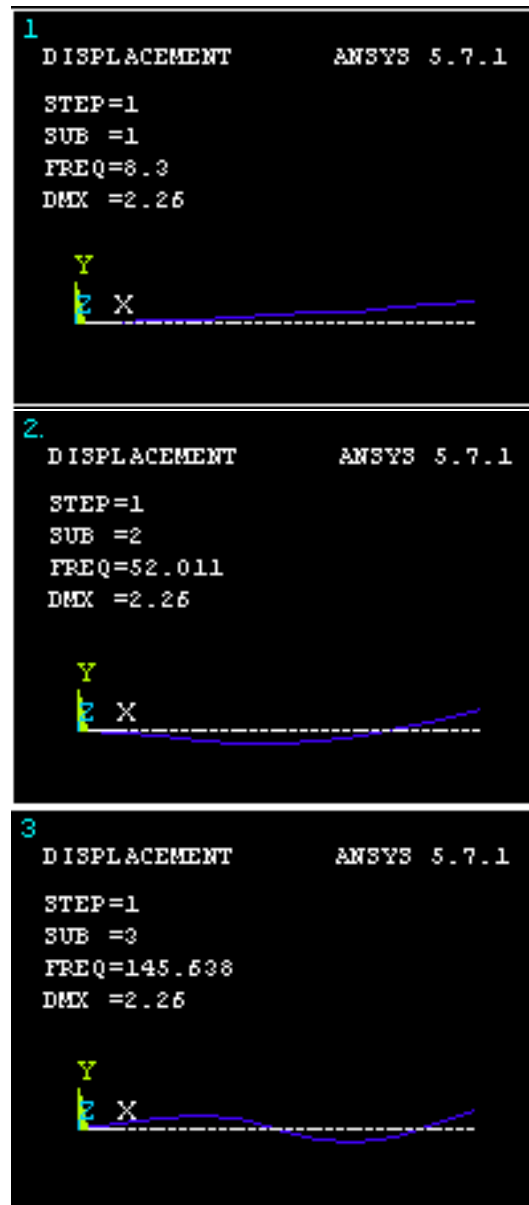 1
DISPLACEMENT ANSYS 5.7.1
STEP=1
SUB =1
FREQ=8.3
DMX =2.26
Y
Z X
2.
DISPLACEMENT ANSYS 5.7.1
STEP=1
SUB =2
FREQ=52.011
DMX =2.26
Y
Z X
3
DISPLACEMENT ANSYS 5.7.1
STEP=1
SUB =3
FREQ=145.638
DMX =2.26
Y
Z X